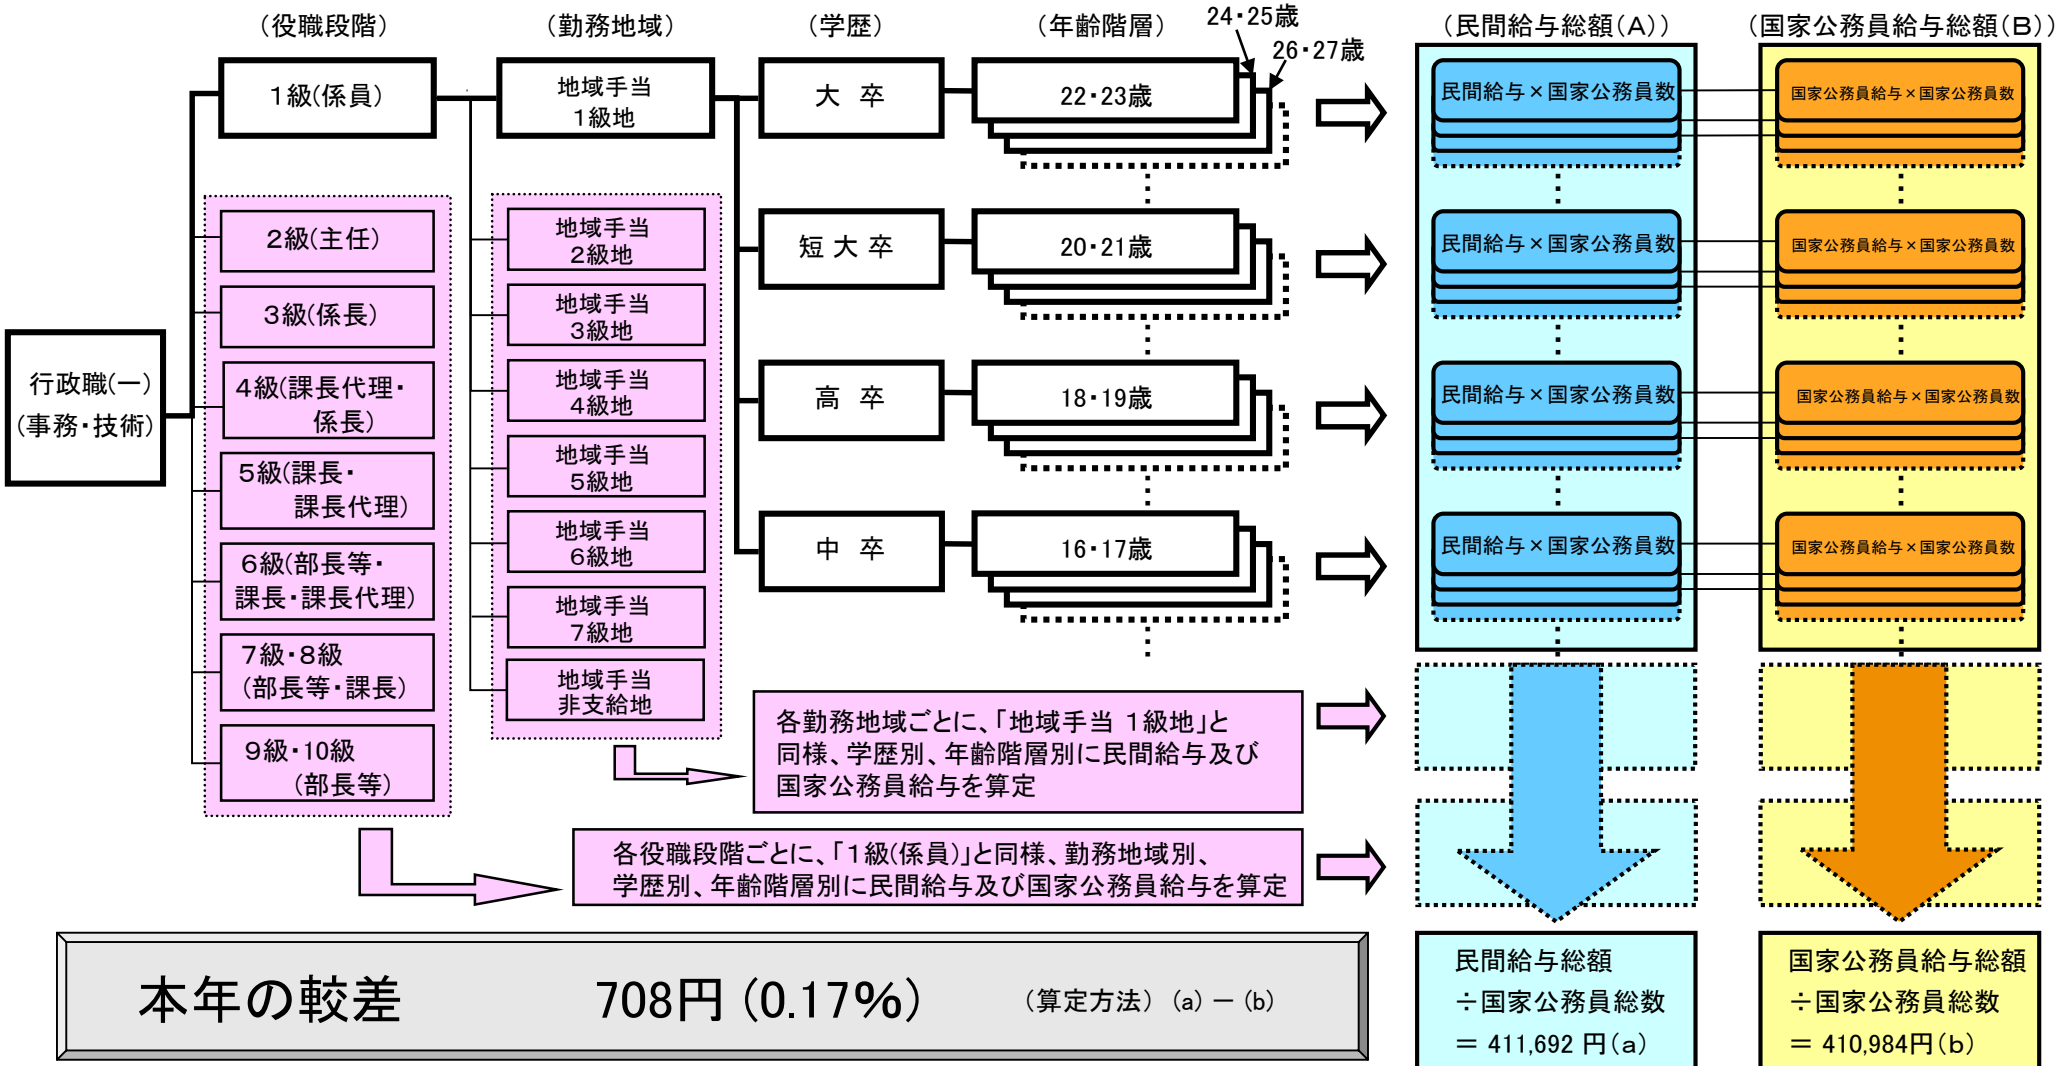 (役職段階)
(勤務地域)
(学歴)
(年齢階層)
24・25歳
26・27歳
(民間給与総額(A))
(国家公務員給与総額(B))
行政職(一)
(事務・技術)
1級(係員)
2級(主任)
3級(係長)
4級(課長代理・
係長)
5級(課長・
課長代理)
6級(部長等・
課長・課長代理)
7級・8級
(部長等・課長)
9級・10級
(部長等)
地域手当
1級地
地域手当
2級地
地域手当
3級地
地域手当
4級地
地域手当
5級地
地域手当
6級地
地域手当
7級地
地域手当
非支給地
大 卒
22・23歳
民間給与×国家公務員数
国家公務員給与×国家公務員数
短 大 卒
20・21歳
民間給与×国家公務員数
国家公務員給与×国家公務員数
高 卒
18・19歳
民間給与×国家公務員数
国家公務員給与×国家公務員数
中 卒
16・17歳
民間給与×国家公務員数
国家公務員給与×国家公務員数
各勤務地域ごとに、「地域手当 1級地」と
同様、学歴別、年齢階層別に民間給与及び
国家公務員給与を算定
各役職段階ごとに、「1級(係員)」と同様、勤務地域別、
学歴別、年齢階層別に民間給与及び国家公務員給与を算定
本年の較差 708円 (0.17%) (算定方法) (a) － (b)
民間給与総額
÷国家公務員総数
＝ 411,692 円(a)
国家公務員給与総額
÷国家公務員総数
＝ 410,984円(b)